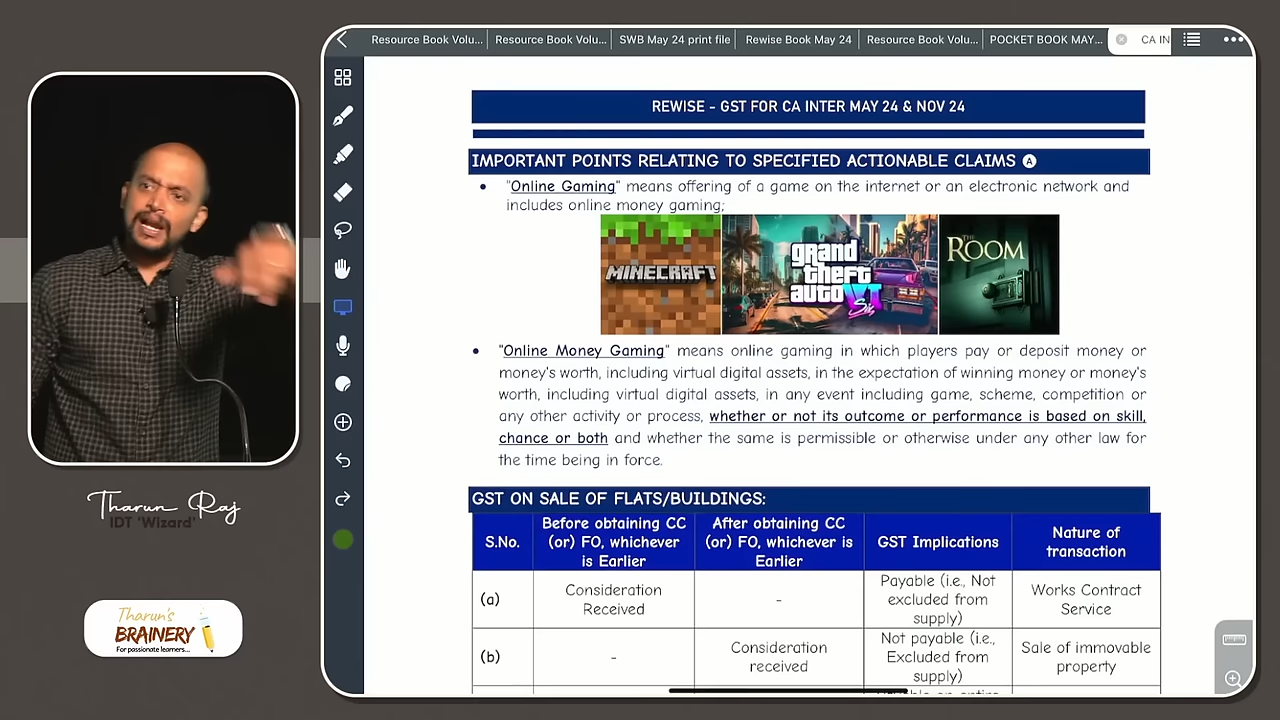 Resource Book Volu...
Resource Book Volu...
SWB May 24 print file
Rewise Book May 24
Resource Book Volu...
POCKET BOOK MAY...
CA IN
REWISE - GST FOR CA INTER MAY 24 & NOV 24
IMPORTANT POINTS RELATING TO SPECIFIED ACTIONABLE CLAIMS A
• "Online Gaming" means offering of a game on the internet or an electronic network and
includes online money gaming;
MINECRAFT
grand
theft
auto VI
Six
THE
ROOM
• "Online Money Gaming" means online gaming in which players pay or deposit money or
money's worth, including virtual digital assets, in the expectation of winning money or money's
worth, including virtual digital assets, in any event including game, scheme, competition or
any other activity or process, whether or not its outcome or performance is based on skill,
chance or both and whether the same is permissible or otherwise under any other law for
the time being in force.
GST ON SALE OF FLATS/BUILDINGS:
S.No.
Before obtaining CC
(or) FO, whichever
is Earlier
After obtaining CC
(or) FO, whichever is
Earlier
GST Implications
Nature of
transaction
(a)
Consideration
Received
-
Payable (i.e., Not
excluded from
supply)
Works Contract
Service
(b)
-
Consideration
received
Not payable (i.e.,
Excluded from
supply)
Sale of immovable
property
Tharun Raj
IDT 'Wizard'
Tharun's
BRAINERY
For passionate learners...